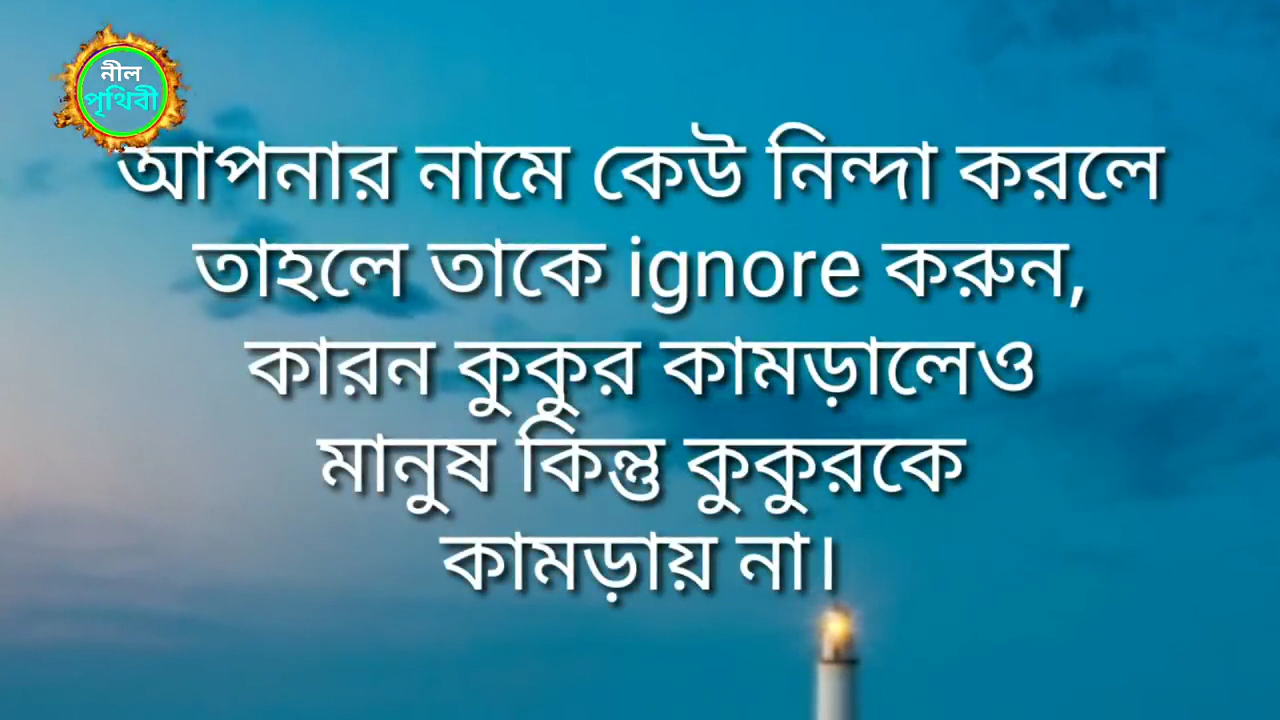 নীল
পৃথিবী
আপনার নামে কেউ নিন্দা করলে
তাহলে তাকে ignore করুন,
কারন কুকুর কামড়ালেও
মানুষ কিন্তু কুকুরকে
কামড়ায় না।